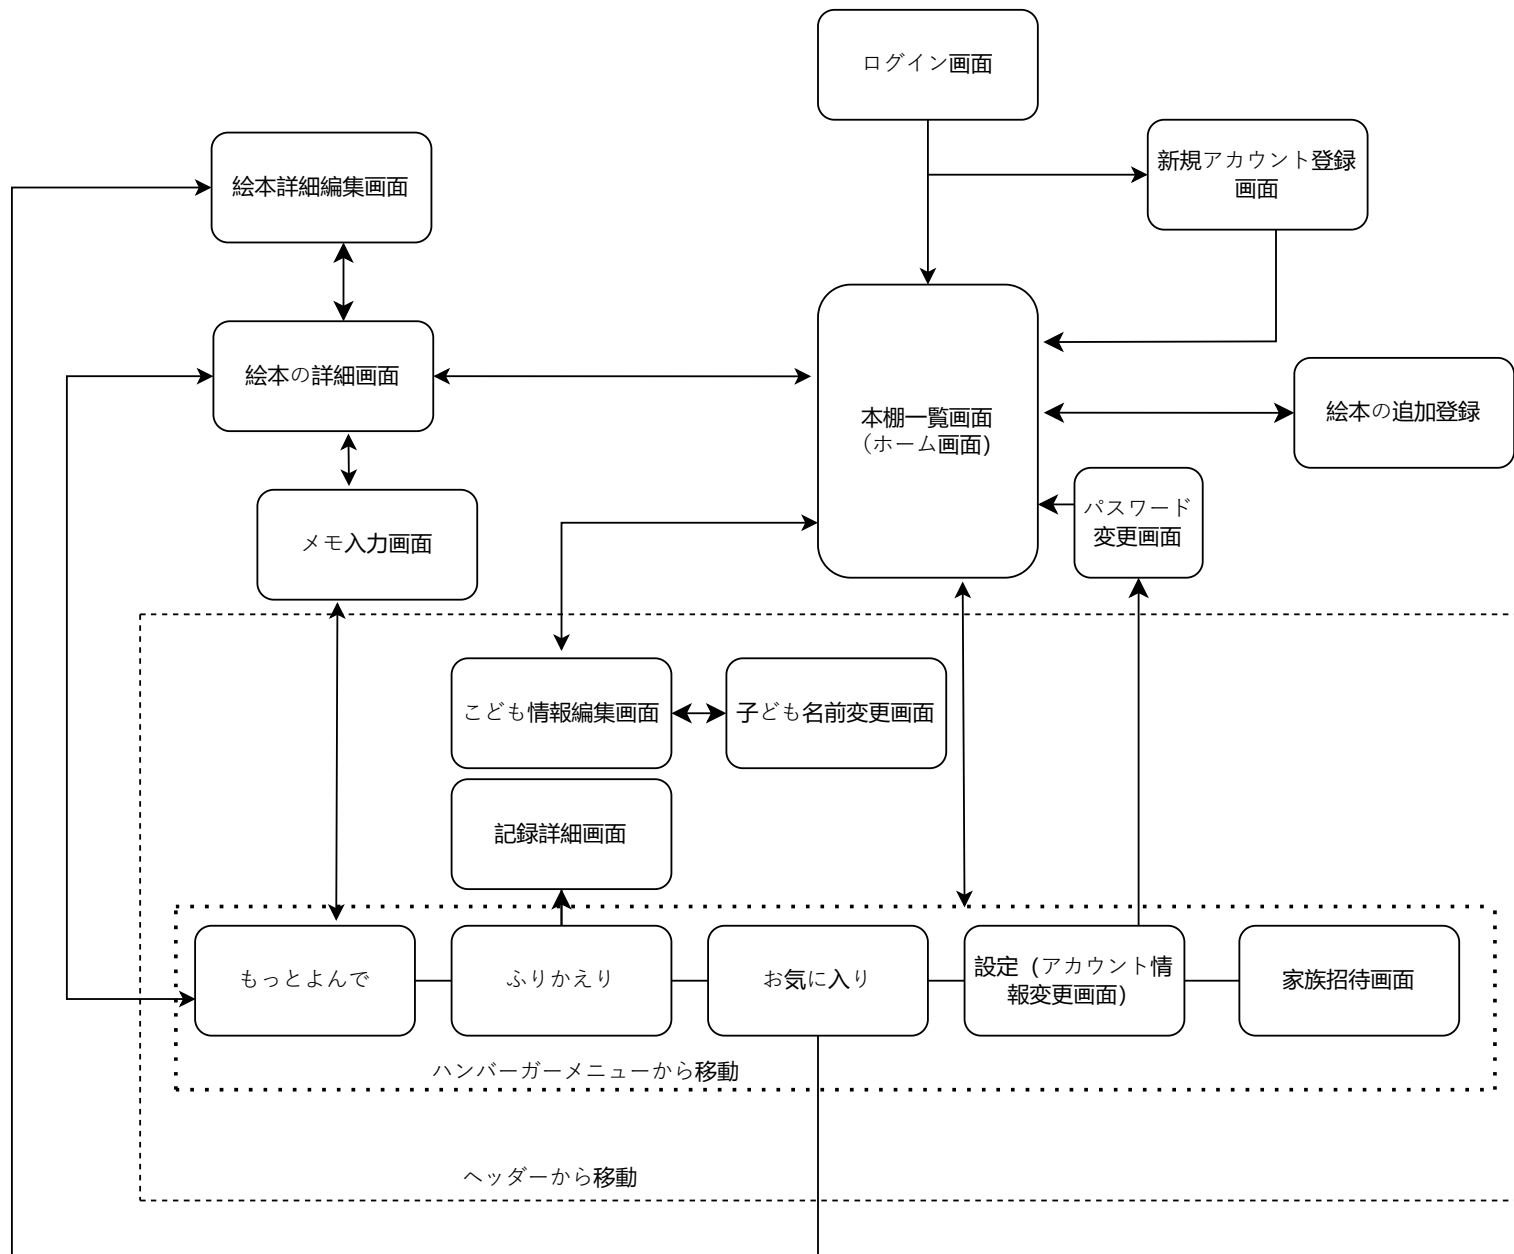 ログイン画面
新規アカウント登録
画面
絵本詳細編集画面
絵本の詳細画面
本棚一覧画面
（ホーム画面)
絵本の追加登録
パスワード
変更画面
メモ入力画面
こども情報編集画面
子ども名前変更画面
記録詳細画面
もっとよんで
ふりかえり
お気に入り
設定（アカウント情
報変更画面）
家族招待画面
ハンバーガーメニューから移動
ヘッダーから移動